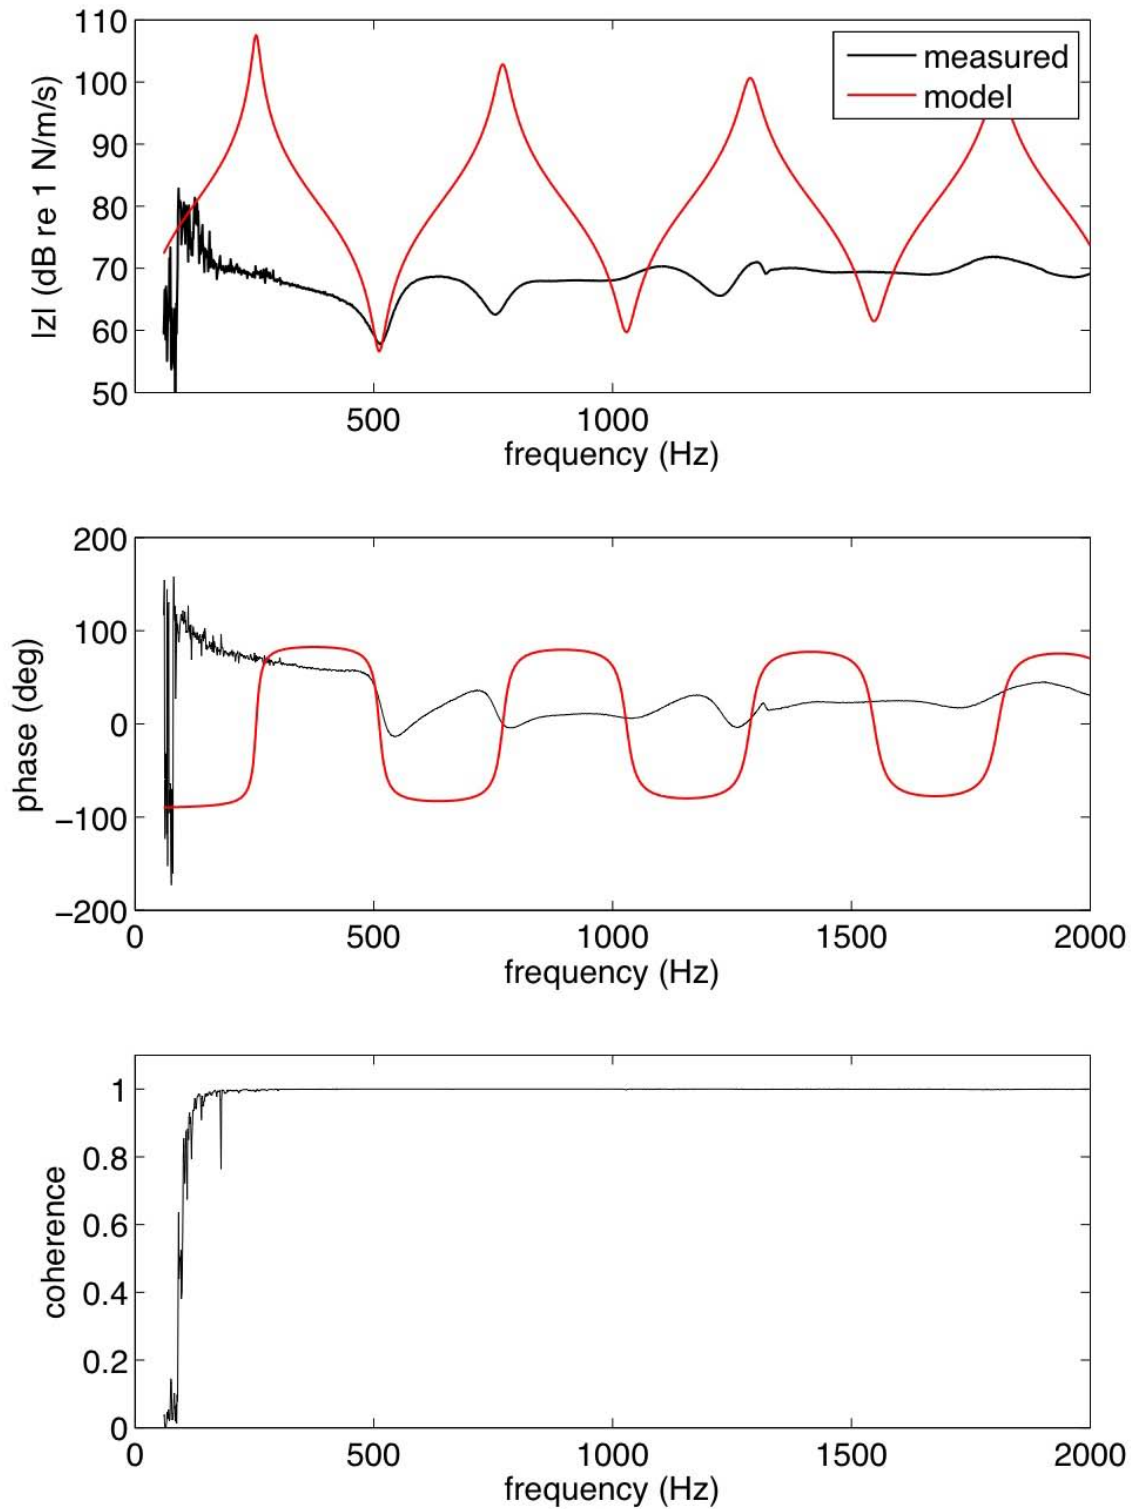 110
100
90
80
70
60
50
|z| (dB re 1 N/m/s)
measured
model
500 1000
frequency (Hz)
200
100
0
−100
−200
phase (deg)
0 500 1000 1500 2000
frequency (Hz)
1
0.8
0.6
0.4
0.2
0
coherence
0 500 1000 1500 2000
frequency (Hz)